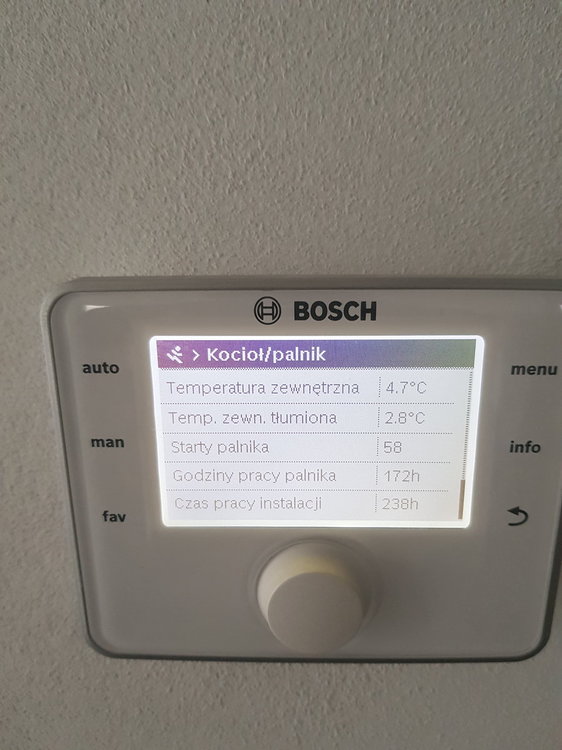 BOSCH
> Kocioł/palnik
Temperatura zewnętrzna 4.7°C
Temp. zewn. tłumiona 2.8°C
Starty palnika 58
Godziny pracy palnika 172h
Czas pracy instalacji 238h
auto
man
fav
menu
info